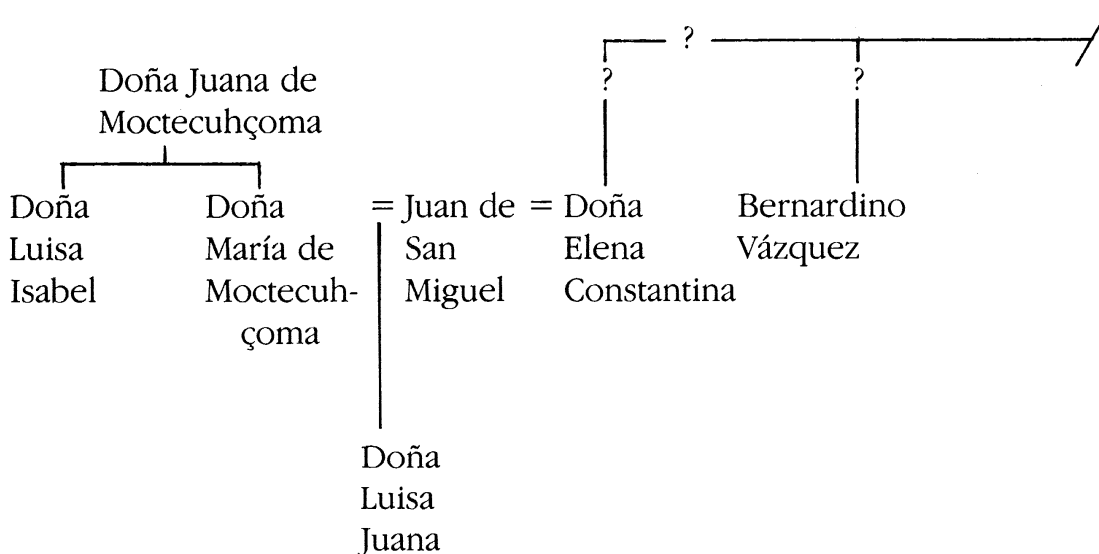 ?
?
?
Doña Juana de
Moctecuhçoma
Doña
Luisa
Isabel
Doña
María de
Moctecuh-
çoma
= Juan de =
San
Miguel
Doña
Elena
Constantina
Bernardino
Vázquez
Doña
Luisa
Juana